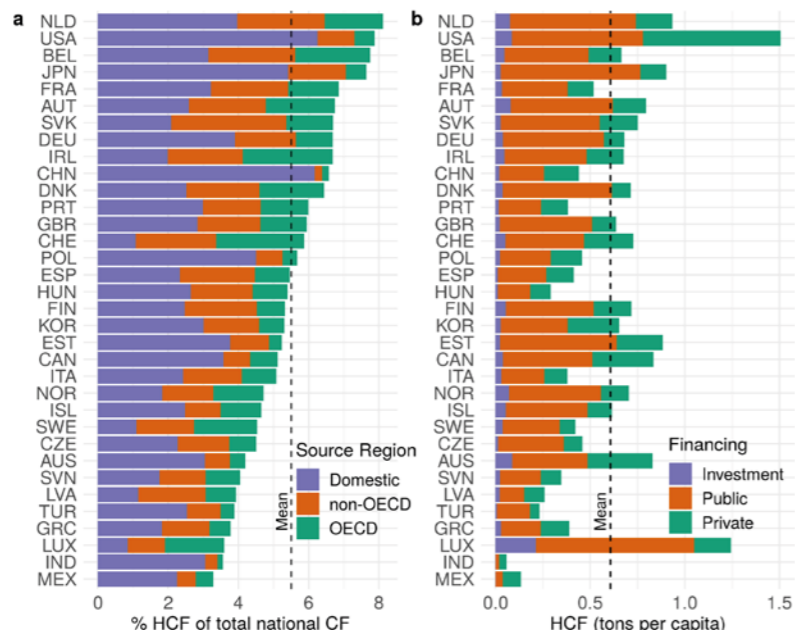 a
NLD
USA
BEL
JPN
FRA
AUT
SVK
DEU
IRL
CHN
DNK
PRT
GBR
CHE
POL
ESP
HUN
FIN
KOR
EST
CAN
ITA
NOR
ISL
SWE
CZE
AUS
SVN
LVA
TUR
GRC
LUX
IND
MEX
Source Region
Domestic
non-OECD
OECD
Mean
0 2 4 6 8
% HCF of total national CF
b
NLD
USA
BEL
JPN
FRA
AUT
SVK
DEU
IRL
CHN
DNK
PRT
GBR
CHE
POL
ESP
HUN
FIN
KOR
EST
CAN
ITA
NOR
ISL
SWE
CZE
AUS
SVN
LVA
TUR
GRC
LUX
IND
MEX
Financing
Investment
Public
Private
Mean
0.0 0.5 1.0 1.5
HCF (tons per capita)